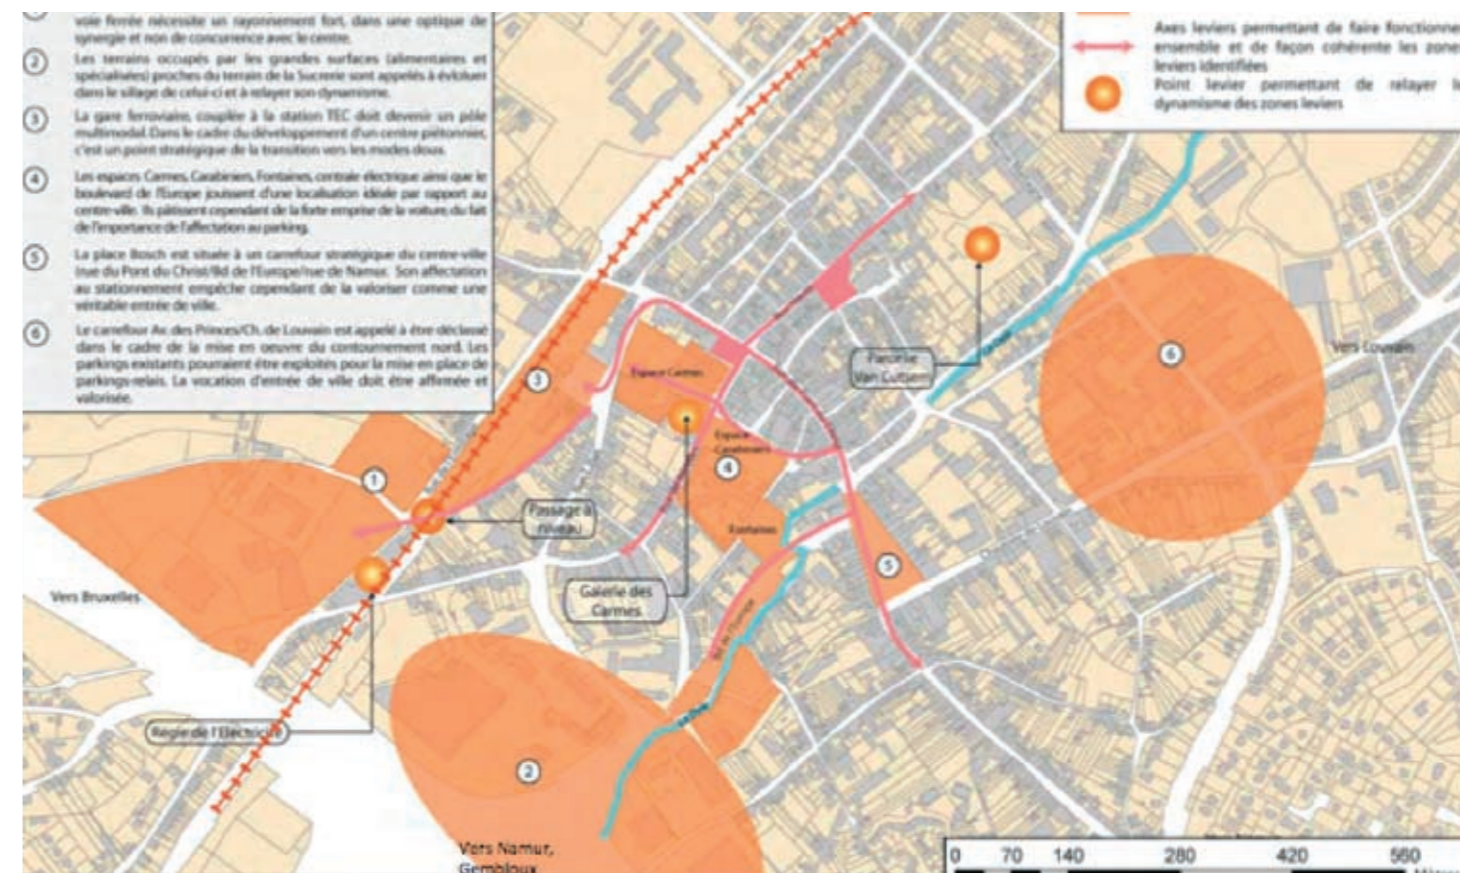 voie ferrée nécessite un rayonnement fort, dans une optique de
synergie et non de concurrence avec le centre.
2 Les terrains occupés par les grandes surfaces (alimentaires et
spécialisées) proches du terrain de la Sucrerie sont appelés à évoluer
dans le sillage de celui-ci et à relayer son dynamisme.
3 La gare ferroviaire, couplée à la station TEC doit devenir un pôle
multimodal. Dans le cadre du développement d'un centre piétonnier,
c'est un point stratégique de la transition vers les modes doux.
4 Les espaces Carmes, Carabiniers, Fontaines, centrale électrique ainsi que le
boulevard de l'Europe jouissent d'une localisation idéale par rapport au
centre-ville. Ils pâtissent cependant de la forte emprise de la voiture, du fait
de l'importance de l'affectation au parking.
5 La place Bosch est située à un carrefour stratégique du centre-ville
(rue du Pont du Christ/Bd de l'Europe/rue de Namur. Son affectation
au stationnement empêche cependant de la valoriser comme une
véritable entrée de ville.
6 Le carrefour Av. des Princes/Ch. de Louvain est appelé à être déclassé
dans le cadre de la mise en oeuvre du contournement nord. Les
parkings existants pourraient être exploités pour la mise en place de
parkings-relais. La vocation d'entrée de ville doit être affirmée et
valorisée.
Axes leviers permettant de faire fonctionner
ensemble et de façon cohérente les zones
leviers identifiées
Point levier permettant de relayer le
dynamisme des zones leviers
Parcelle
Van Cutsem
6
Vers Louvain
Espace Carmes
3
Espace
Carabiniers
4
1
Passage à
niveau
Fontaines
5
Galerie des
Carmes
Vers Bruxelles
Bd de l'Europe
La Dyle
Régie de l'Electricité
2
Vers Namur,
Gembloux
0 70 140 280 420 560